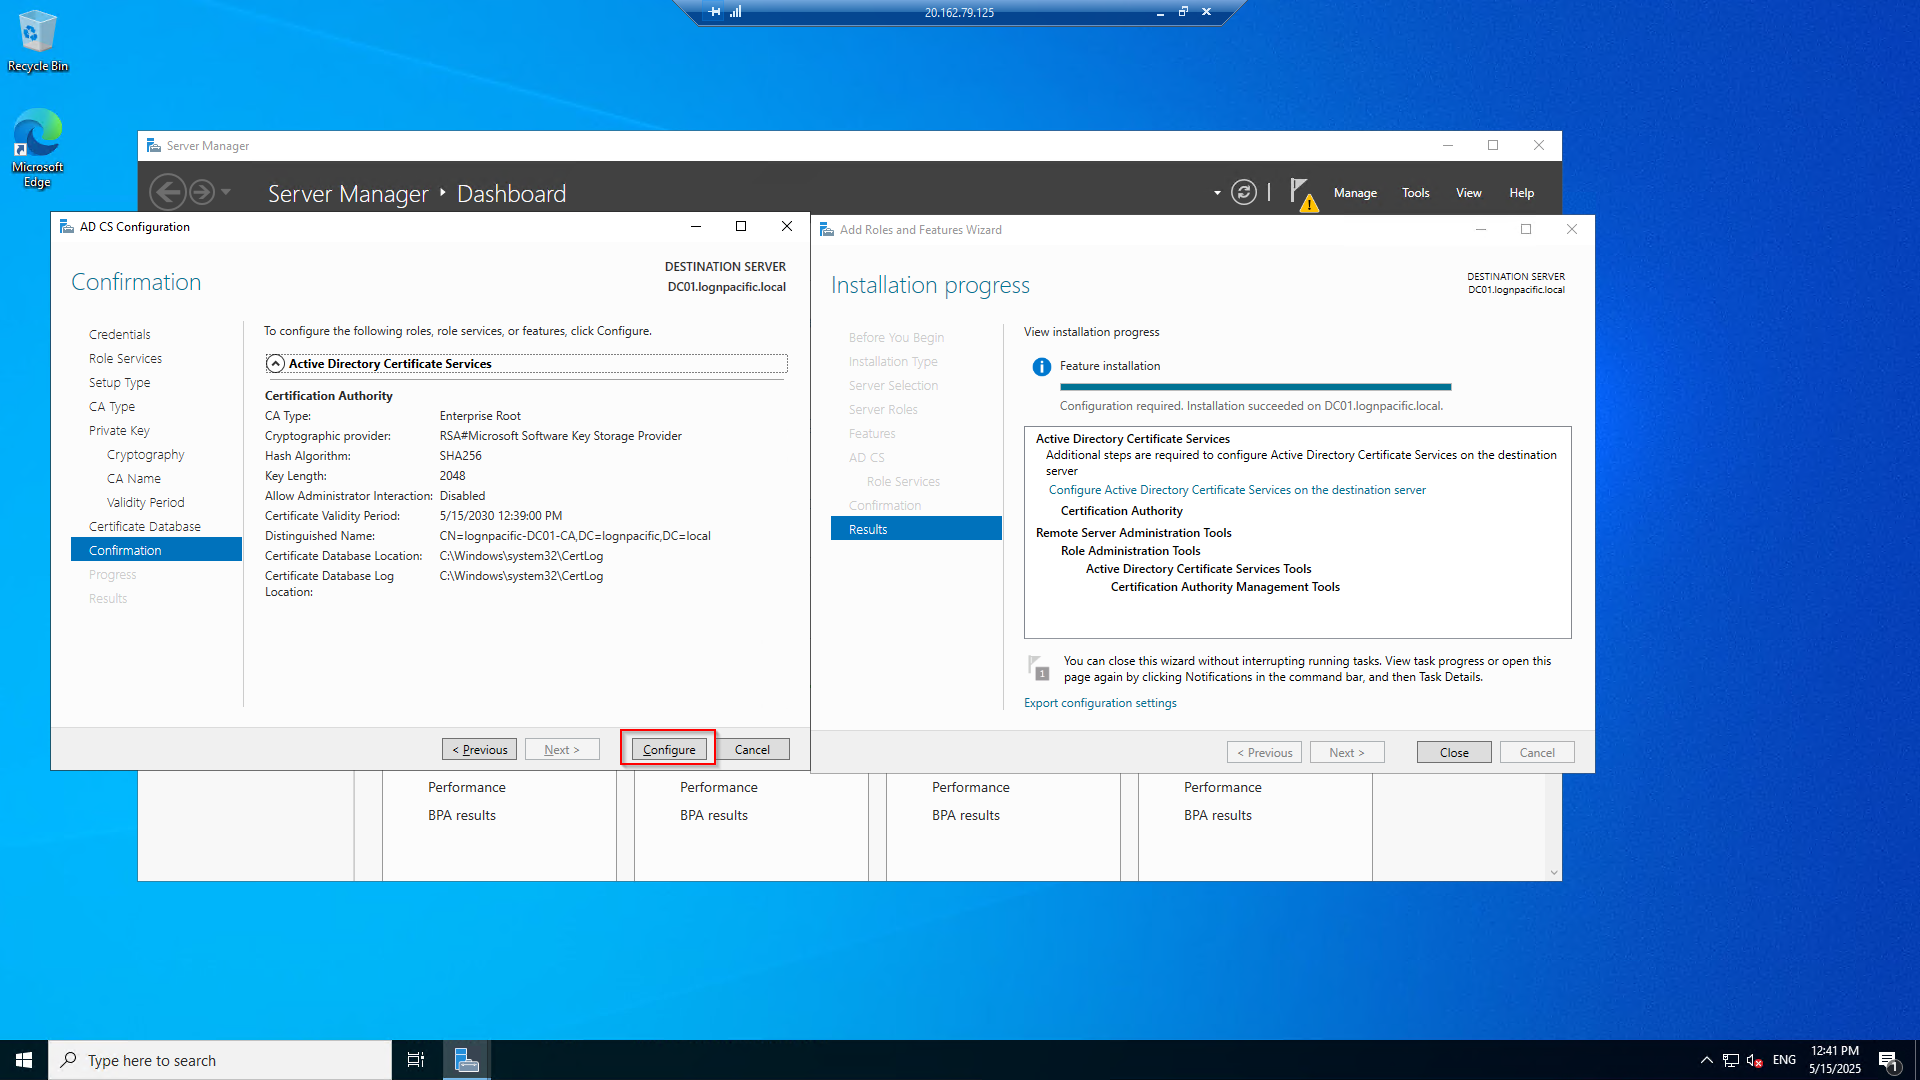 20.162.79.125
Recycle Bin
Microsoft
Edge
Server Manager
Server Manager ‣ Dashboard
Manage
Tools
View
Help
AD CS Configuration
Confirmation
DESTINATION SERVER
DC01.lognpacific.local
Credentials
Role Services
Setup Type
CA Type
Private Key
Cryptography
CA Name
Validity Period
Certificate Database
Confirmation
Progress
Results
To configure the following roles, role services, or features, click Configure.
Active Directory Certificate Services
Certification Authority
CA Type: Enterprise Root
Cryptographic provider: RSA#Microsoft Software Key Storage Provider
Hash Algorithm: SHA256
Key Length: 2048
Allow Administrator Interaction: Disabled
Certificate Validity Period: 5/15/2030 12:39:00 PM
Distinguished Name: CN=lognpacific-DC01-CA,DC=lognpacific,DC=local
Certificate Database Location: C:\Windows\system32\CertLog
Certificate Database Log C:\Windows\system32\CertLog
Location:
< Previous
Next >
Configure
Cancel
Add Roles and Features Wizard
Installation progress
DESTINATION SERVER
DC01.lognpacific.local
Before You Begin
Installation Type
Server Selection
Server Roles
Features
AD CS
Role Services
Confirmation
Results
View installation progress
Feature installation
Configuration required. Installation succeeded on DC01.lognpacific.local.
Active Directory Certificate Services
Additional steps are required to configure Active Directory Certificate Services on the destination
server
Configure Active Directory Certificate Services on the destination server
Certification Authority
Remote Server Administration Tools
Role Administration Tools
Active Directory Certificate Services Tools
Certification Authority Management Tools
1
You can close this wizard without interrupting running tasks. View task progress or open this
page again by clicking Notifications in the command bar, and then Task Details.
Export configuration settings
< Previous
Next >
Close
Cancel
Performance
BPA results
Performance
BPA results
Performance
BPA results
Performance
BPA results
Type here to search
ENG
12:41 PM
5/15/2025
1